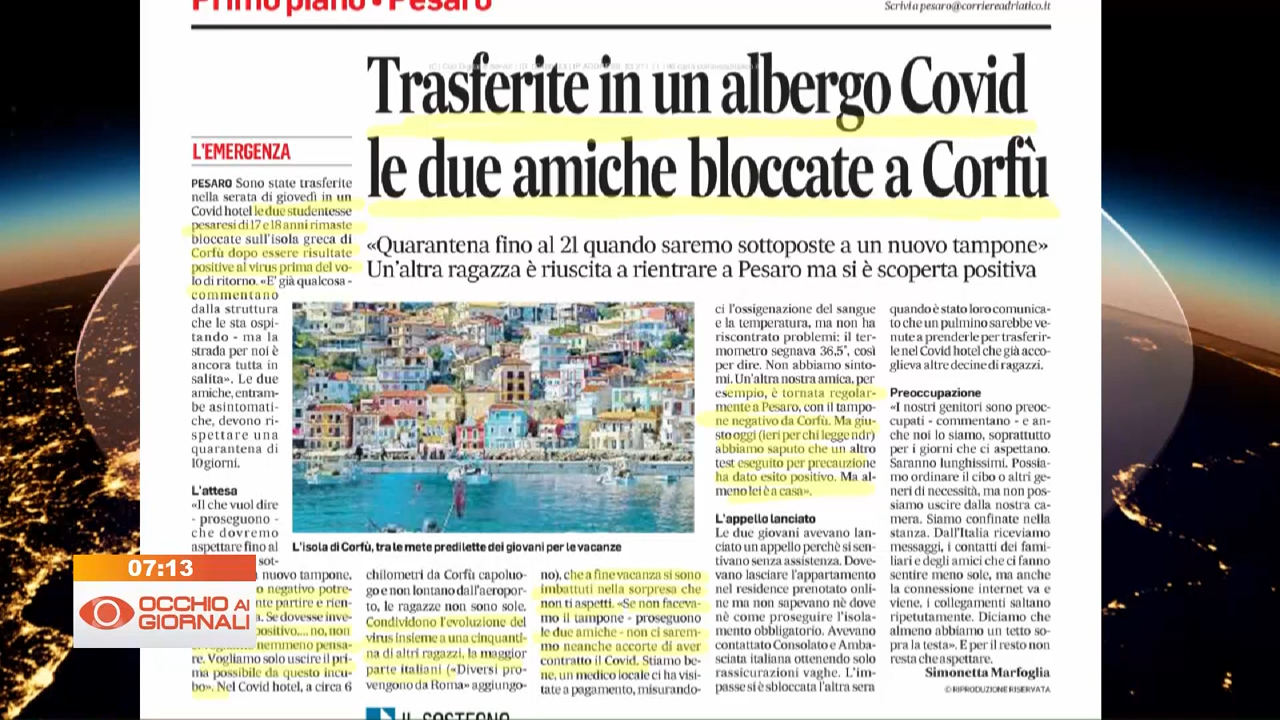 Primo piano • Pesaro
Scrivi a pesaro@corriereadriatico.it
Trasferite in un albergo Covid
le due amiche bloccate a Corfù
«Quarantena fino al 21 quando saremo sottoposte a un nuovo tampone»
Un'altra ragazza è riuscita a rientrare a Pesaro ma si è scoperta positiva
L'EMERGENZA
PESARO Sono state trasferite
nella serata di giovedì in un
Covid hotel le due studentesse
pesaresi di 17 e 18 anni rimaste
bloccate sull'isola greca di
Corfù dopo essere risultate
positive al virus prima del vo-
lo di ritorno. «E' già qualcosa -
commentano
dalla struttura
che le sta ospi-
tando - ma la
strada per noi è
ancora tutta in
salita». Le due
amiche, entram-
be asintomati-
che, devono ri-
spettare una
quarantena di
10 giorni.
L'attesa
«Il che vuol dire
- proseguono -
che dovremo
aspettare fino al
sot-
nuovo tampone.
negativo potre-
nte partire e rien-
a. Se dovesse inve-
positivo.... no, non
nemmeno pensa-
re. Vogliamo solo uscire il pri-
ma possibile da questo incu-
bo». Nel Covid hotel, a circa 6
L'isola di Corfù, tra le mete predilette dei giovani per le vacanze
chilometri da Corfù capoluo-
go e non lontano dall'aeropor-
to, le ragazze non sono sole.
Condividono l'evoluzione del
virus insieme a una cinquanti-
na di altri ragazzi, la maggior
parte italiani («Diversi pro-
vengono da Roma» aggiungo-
no), che a fine vacanza si sono
imbattuti nella sorpresa che
non ti aspetti. «Se non faceva-
mo il tampone - proseguono
le due amiche - non ci sarem-
mo neanche accorte di aver
contratto il Covid. Stiamo be-
ne, un medico locale ci ha visi-
tate a pagamento, misurando-
ci l'ossigenazione del sangue
e la temperatura, ma non ha
riscontrato problemi: il ter-
mometro segnava 36,5°, così
per dire. Non abbiamo sinto-
mi. Un'altra nostra amica, per
esempio, è tornata regolar-
mente a Pesaro, con il tampo-
ne negativo da Corfù. Ma giu-
sto oggi (ieri per chi legge ndr)
abbiamo saputo che un altro
test eseguito per precauzione
ha dato esito positivo. Ma al-
meno lei è a casa».
L'appello lanciato
Le due giovani avevano lan-
ciato un appello perchè si sen-
tivano senza assistenza. Dove-
vano lasciare l'appartamento
nel residence prenotato onli-
ne ma non sapevano nè dove
nè come proseguire l'isola-
mento obbligatorio. Avevano
contattato Consolato e Amba-
sciata italiana ottenendo solo
rassicurazioni vaghe. L'im-
passe si è sbloccata l'altra sera
quando è stato loro comunica-
to che un pulmino sarebbe ve-
nute a prenderle per trasferir-
le nel Covid hotel che già acco-
glieva altre decine di ragazzi.
Preoccupazione
«I nostri genitori sono preoc-
cupati - commentano - e an-
che noi lo siamo, soprattutto
per i giorni che ci aspettano.
Saranno lunghissimi. Possia-
mo ordinare il cibo o altri ge-
neri di necessità, ma non pos-
siamo uscire dalla nostra ca-
mera. Siamo confinate nella
stanza. Dall'Italia riceviamo
messaggi, i contatti dei fami-
liari e degli amici che ci fanno
sentire meno sole, ma anche
la connessione internet va e
viene, i collegamenti saltano
ripetutamente. Diciamo che
almeno abbiamo un tetto so-
pra la testa». E per il resto non
resta che aspettare.
Simonetta Marfoglia
© RIPRODUZIONE RISERVATA
IL SOSTEGNO
07:13
OCCHIO AI
GIORNALI